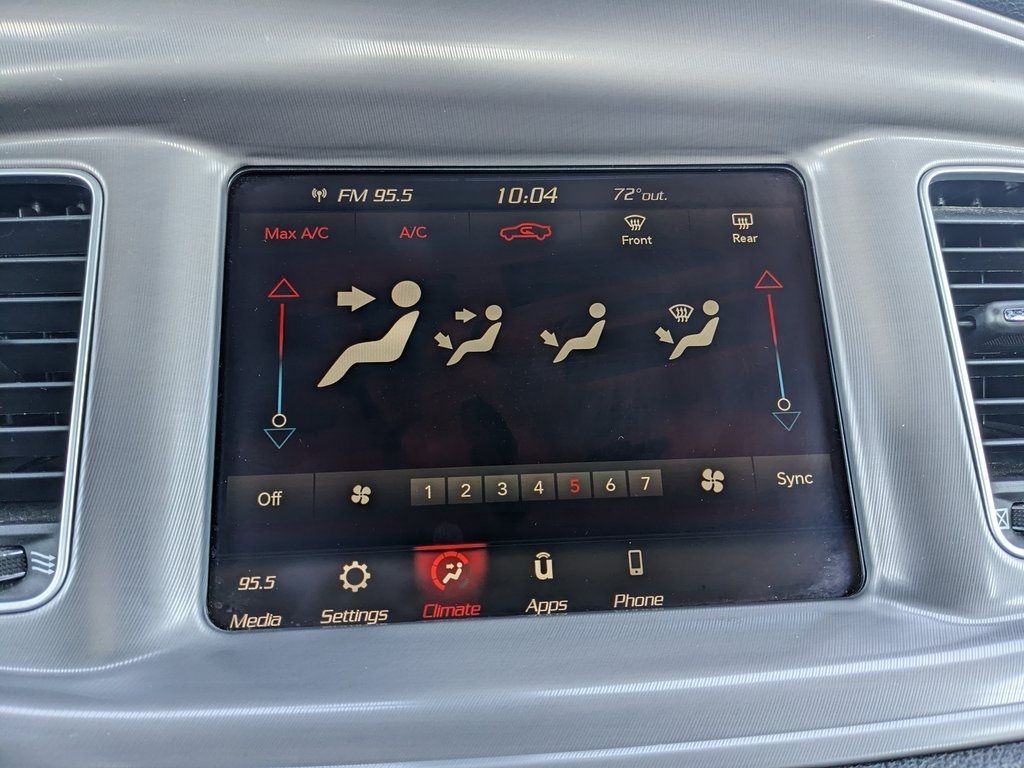 FM 95.5 10:04 72° out.
Max A/C A/C Front Rear
Off 1 2 3 4 5 6 7 Sync
95.5
Media Settings Climate Apps Phone